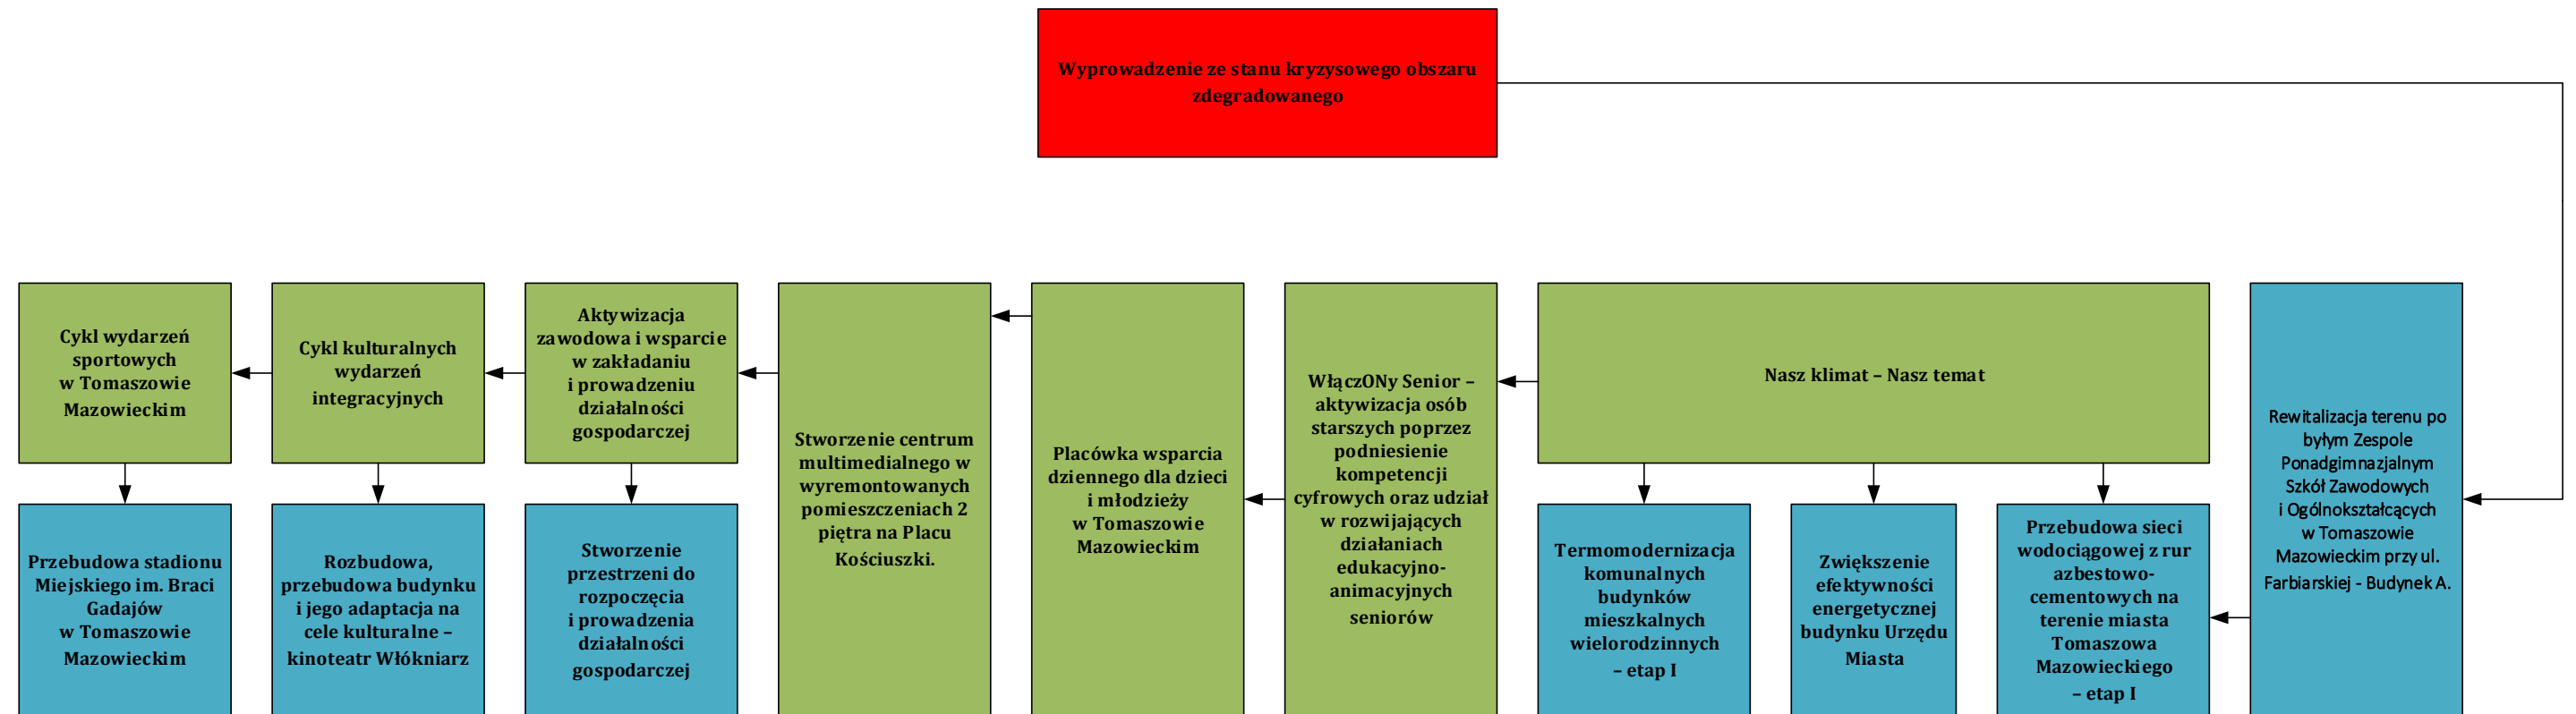 Wyprowadzenie ze stanu kryzysowego obszaru
zdegradowanego
Cykl wydarzeń
sportowych
w Tomaszowie
Mazowieckim
Cykl kulturalnych
wydarzeń
integracyjnych
Aktywizacja
zawodowa i wsparcie
w zakładaniu
i prowadzeniu
działalności
gospodarczej
Stworzenie centrum
multimedialnego w
wyremontowanych
pomieszczeniach 2
piętra na Placu
Kościuszki.
Placówka wsparcia
dziennego dla dzieci
i młodzieży
w Tomaszowie
Mazowieckim
WłączONy Senior –
aktywizacja osób
starszych poprzez
podniesienie
kompetencji
cyfrowych oraz udział
w rozwijających
działaniach
edukacyjno-
animacyjnych
seniorów
Nasz klimat – Nasz temat
Rewitalizacja terenu po
byłym Zespole
Ponadgimnazjalnym
Szkół Zawodowych
i Ogólnokształcących
w Tomaszowie
Mazowieckim przy ul.
Farbiarskiej - Budynek A.
Przebudowa stadionu
Miejskiego im. Braci
Gadajów
w Tomaszowie
Mazowieckim
Rozbudowa,
przebudowa budynku
i jego adaptacja na
cele kulturalne –
kinoteatr Włókniarz
Stworzenie
przestrzeni do
rozpoczęcia
i prowadzenia
działalności
gospodarczej
Termomodernizacja
komunalnych
budynków
mieszkalnych
wielorodzinnych
– etap I
Zwiększenie
efektywności
energetycznej
budynku Urzędu
Miasta
Przebudowa sieci
wodociągowej z rur
azbestowo-
cementowych na
terenie miasta
Tomaszowa
Mazowieckiego
– etap I